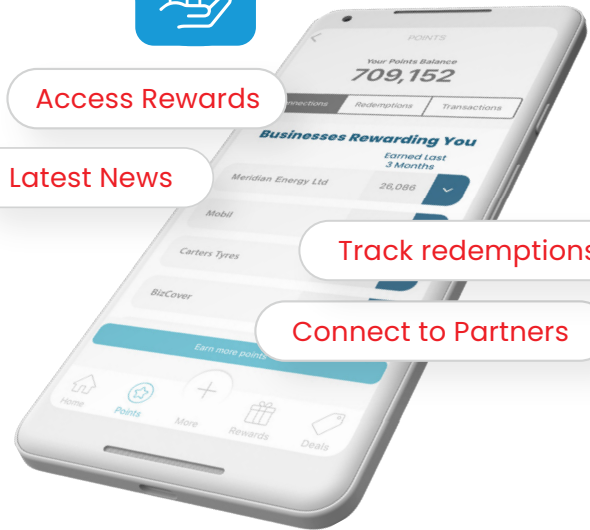 POINTS
Your Points Balance
709,152
Access Rewards
Redemptions
Transactions
Businesses Rewarding You
Earned Last
3 Months
Latest News
Meridian Energy Ltd
26,086
Mobil
Carters Tyres
Track redemptions
BizCover
Connect to Partners
Earn more points
Home
Points
More
Rewards
Deals